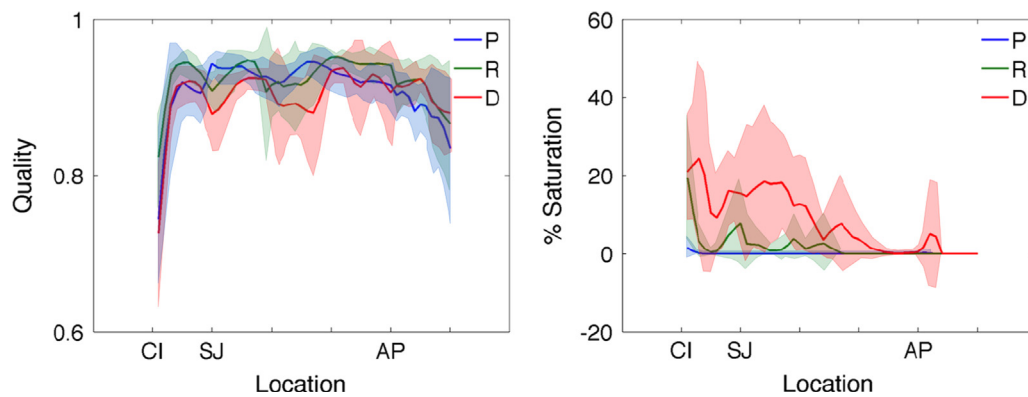 1
0.8
0.6
Quality
CI
SJ
AP
Location
P
R
D
60
40
20
0
-20
% Saturation
CI
SJ
AP
Location
P
R
D